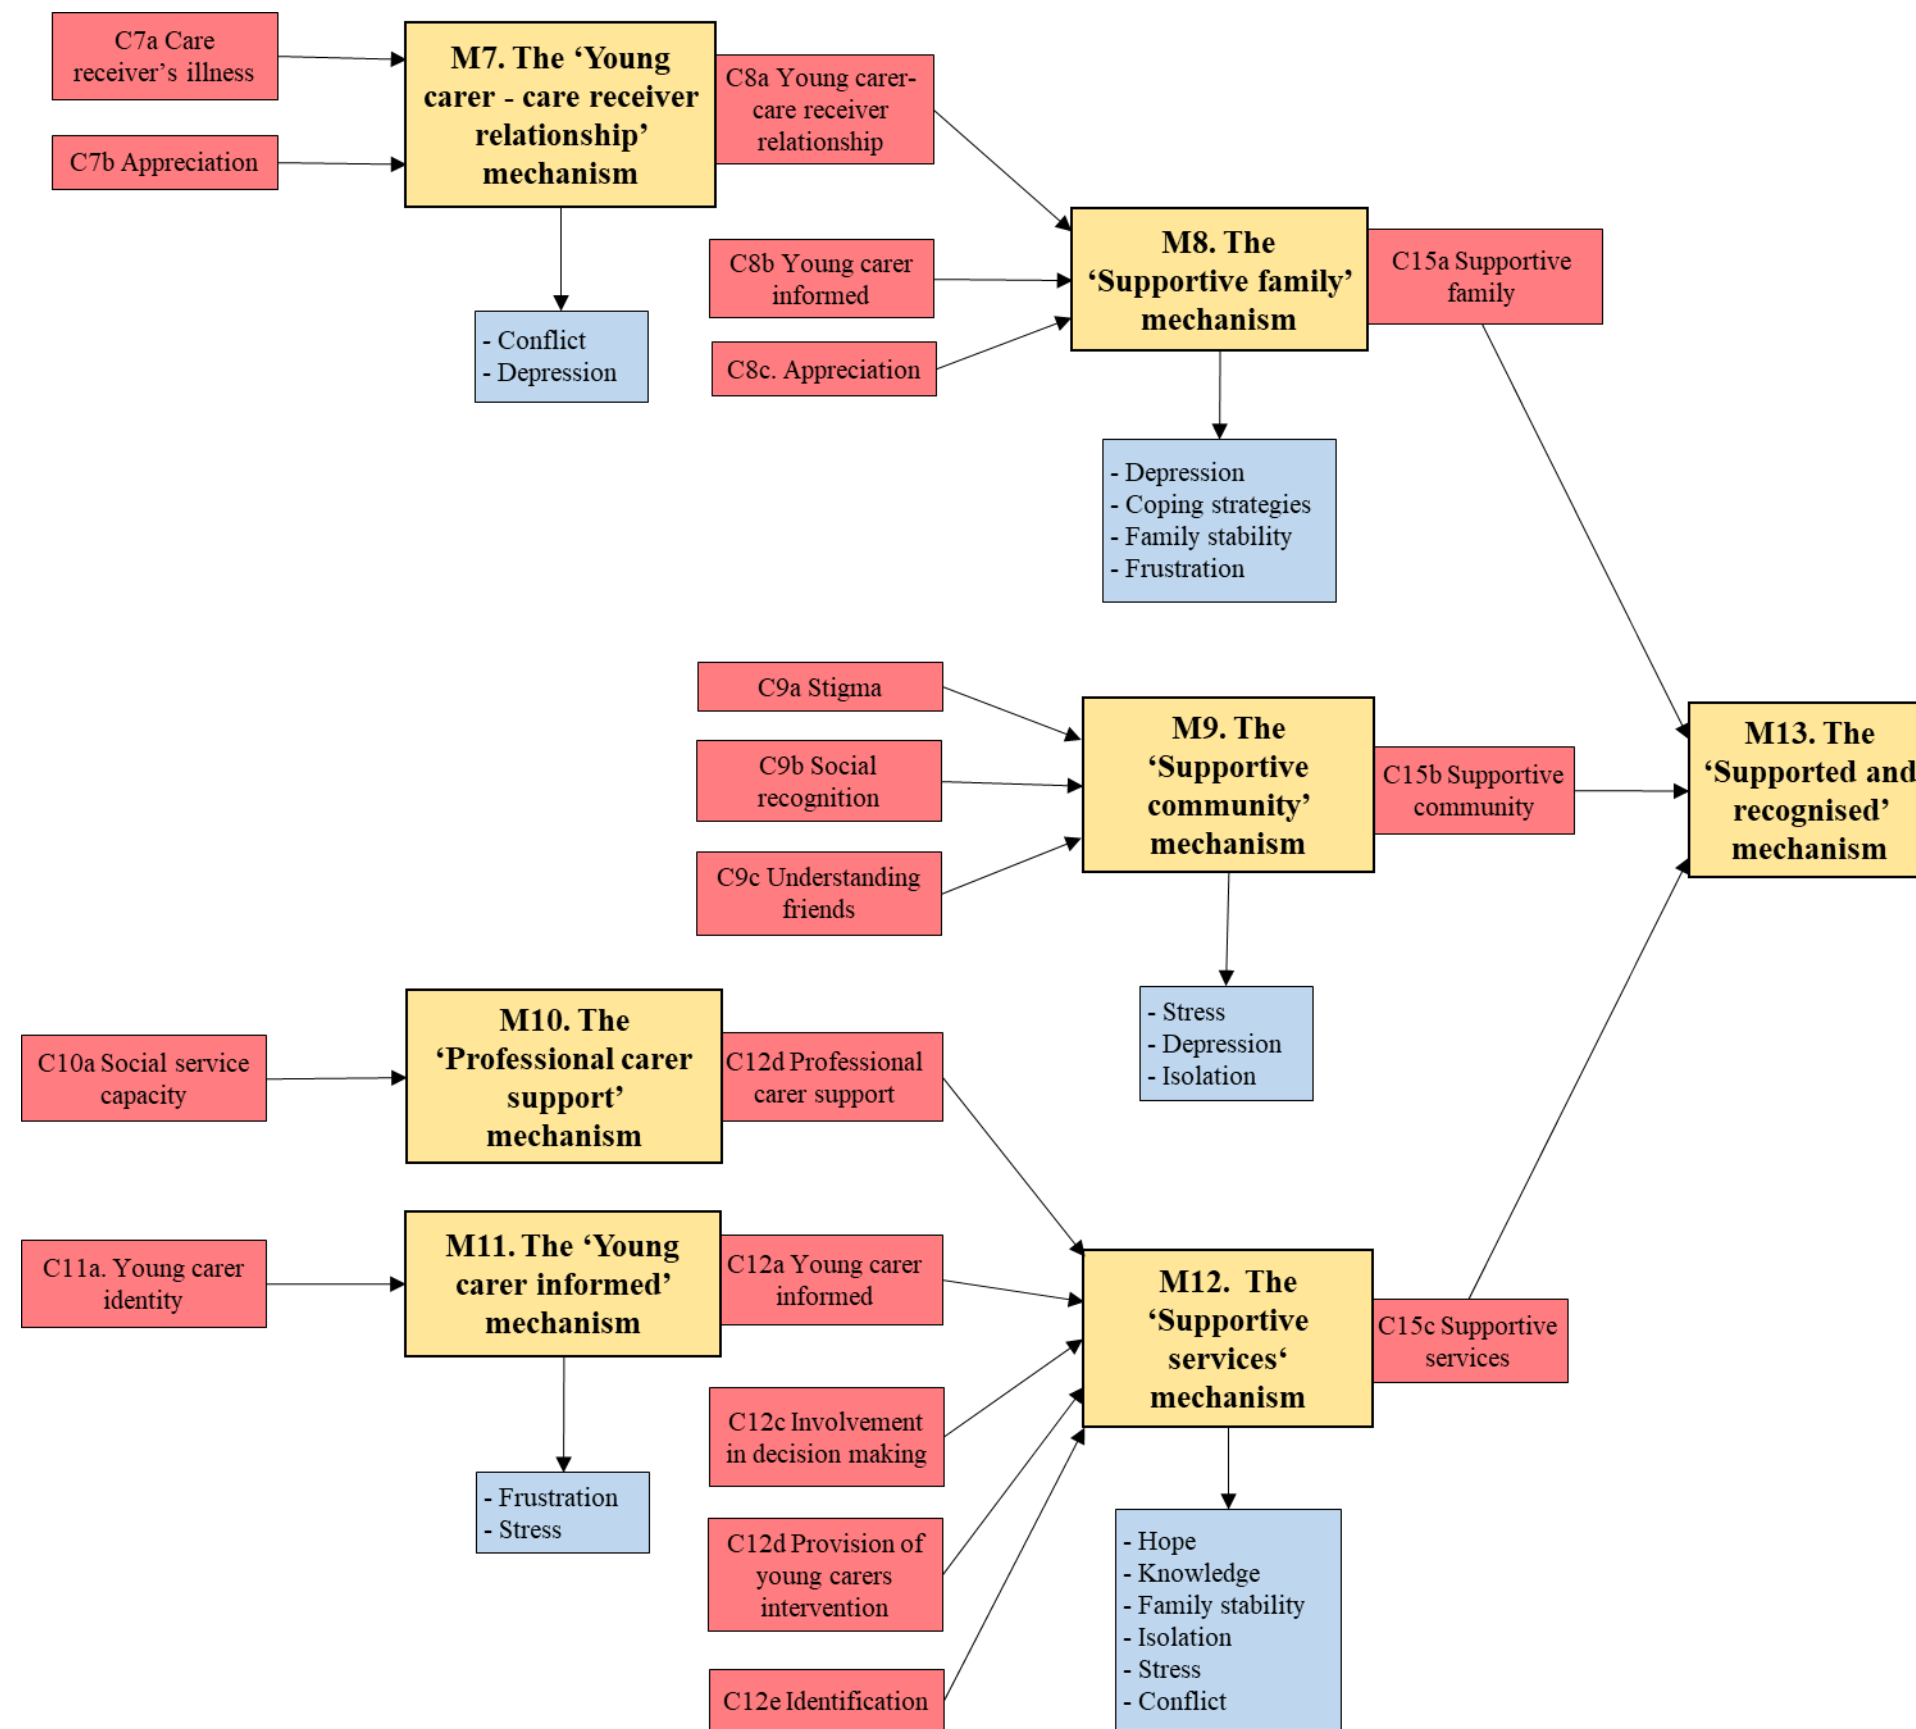 C7a Care
receiver’s illness
C7b Appreciation
M7. The ‘Young
carer - care receiver
relationship’
mechanism
C8a Young carer-
care receiver
relationship
- Conflict
- Depression
C8b Young carer
informed
C8c. Appreciation
M8. The
‘Supportive family’
mechanism
C15a Supportive
family
- Depression
- Coping strategies
- Family stability
- Frustration
C9a Stigma
C9b Social
recognition
C9c Understanding
friends
M9. The
‘Supportive
community’
mechanism
C15b Supportive
community
M13. The
‘Supported and
recognised’
mechanism
- Stress
- Depression
- Isolation
C10a Social service
capacity
M10. The
‘Professional carer
support’
mechanism
C12d Professional
carer support
C11a. Young carer
identity
M11. The ‘Young
carer informed’
mechanism
C12a Young carer
informed
- Frustration
- Stress
C12c Involvement
in decision making
C12d Provision of
young carers
intervention
C12e Identification
M12.  The
‘Supportive
services‘
mechanism
C15c Supportive
services
- Hope
- Knowledge
- Family stability
- Isolation
- Stress
- Conflict